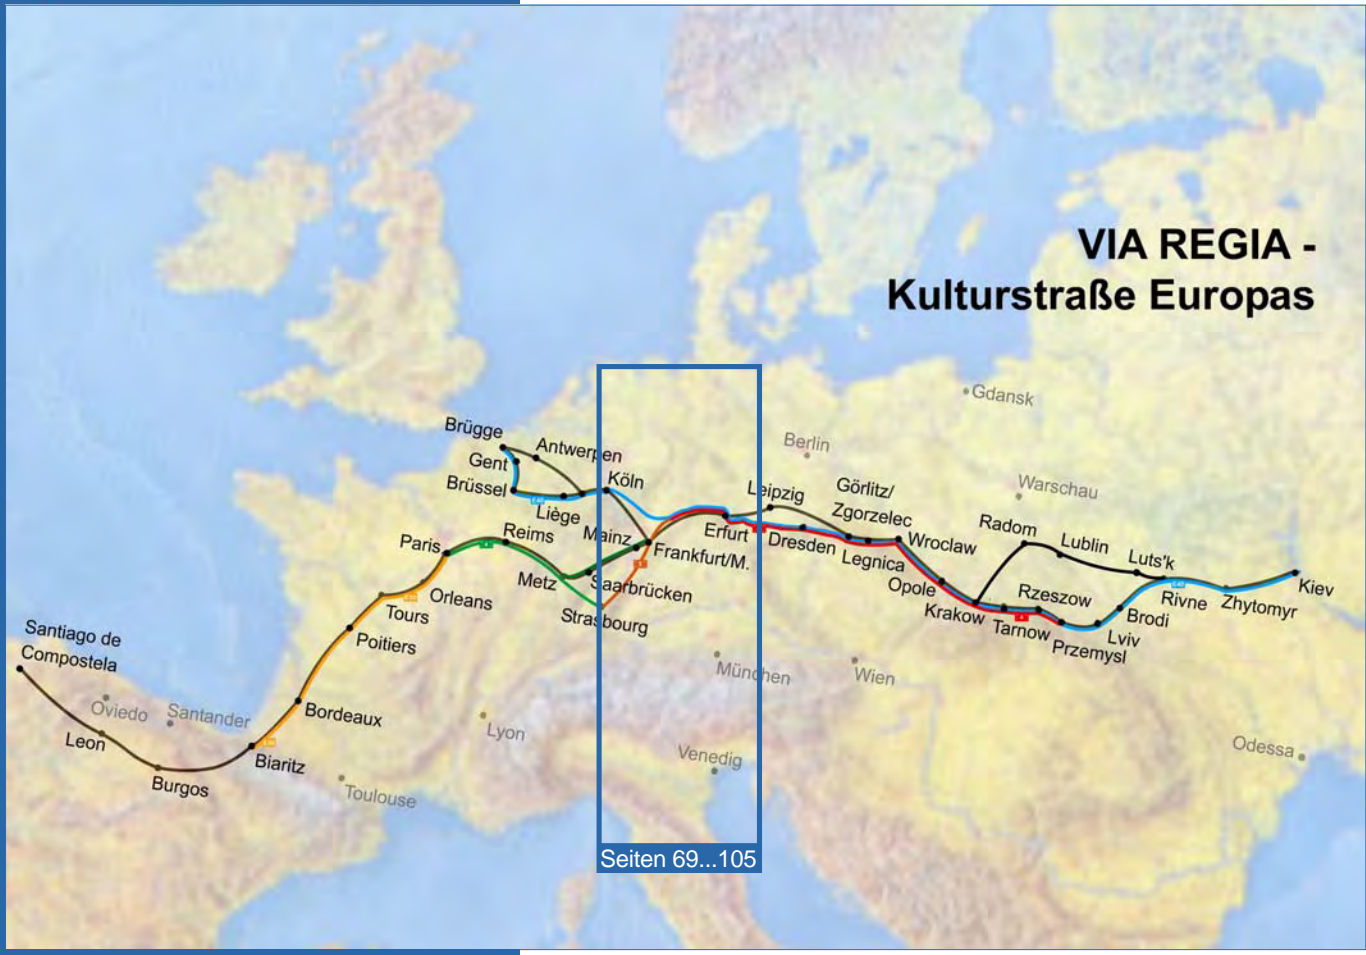 VIA REGIA -
Kulturstraße Europas
Gdansk
Berlin
Warschau
Brügge
Antwerpen
Gent
Köln
Brüssel
Liège
Leipzig
Görlitz/
Zgorzelec
Radom
Lublin
Luts'k
Paris
Reims
Mainz
Frankfurt/M.
Erfurt
Dresden
Legnica
Wroclaw
Metz
Saarbrücken
Opole
Rzeszow
Rivne
Zhytomyr
Kiev
Orleans
Tours
Strasbourg
Krakow
Tarnow
Przemysl
Lviv
Brodi
Poitiers
Santiago de
Compostela
München
Wien
Oviedo
Santander
Bordeaux
Lyon
Leon
Burgos
Biaritz
Toulouse
Venedig
Odessa
Seiten 69...105